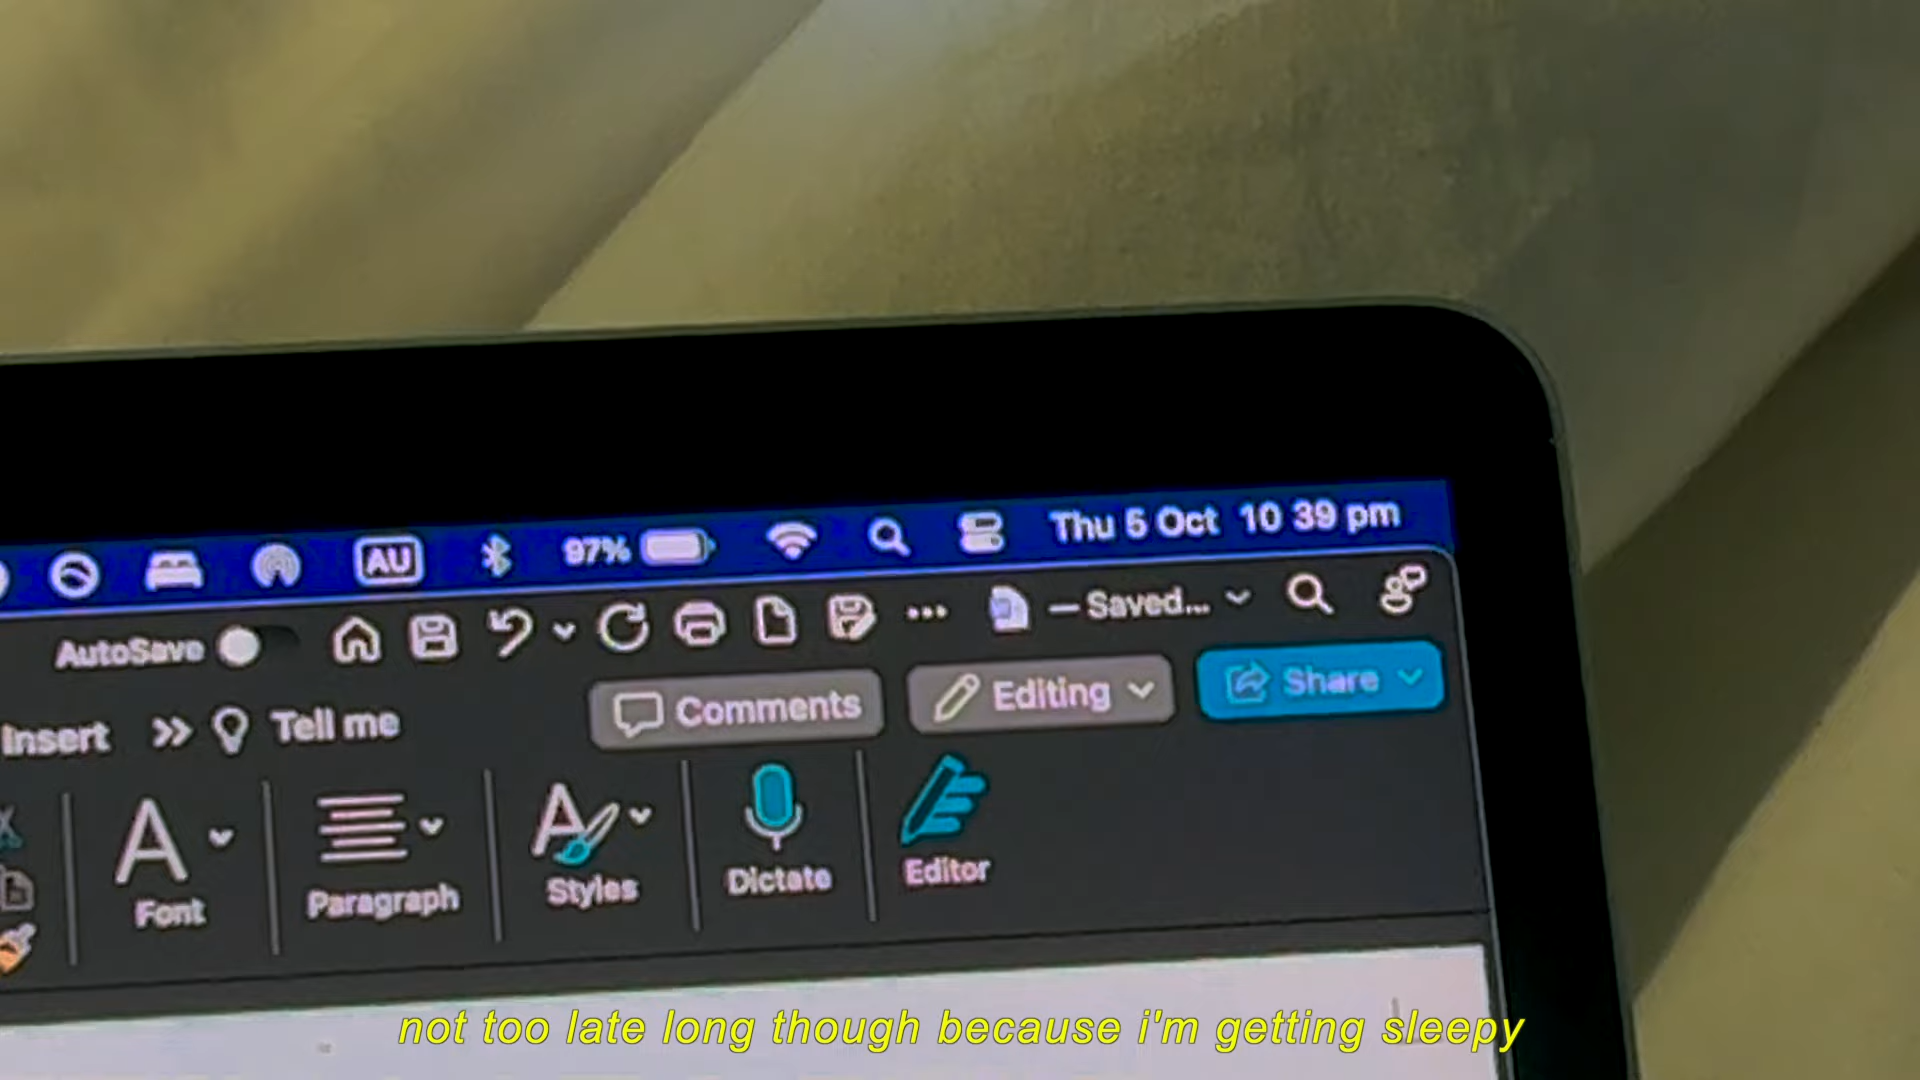 AU 97% Thu 5 Oct 10 39 pm
AutoSave — Saved...
Insert Tell me Comments Editing Share
Font Paragraph Styles Dictate Editor
not too late long though because i'm getting sleepy